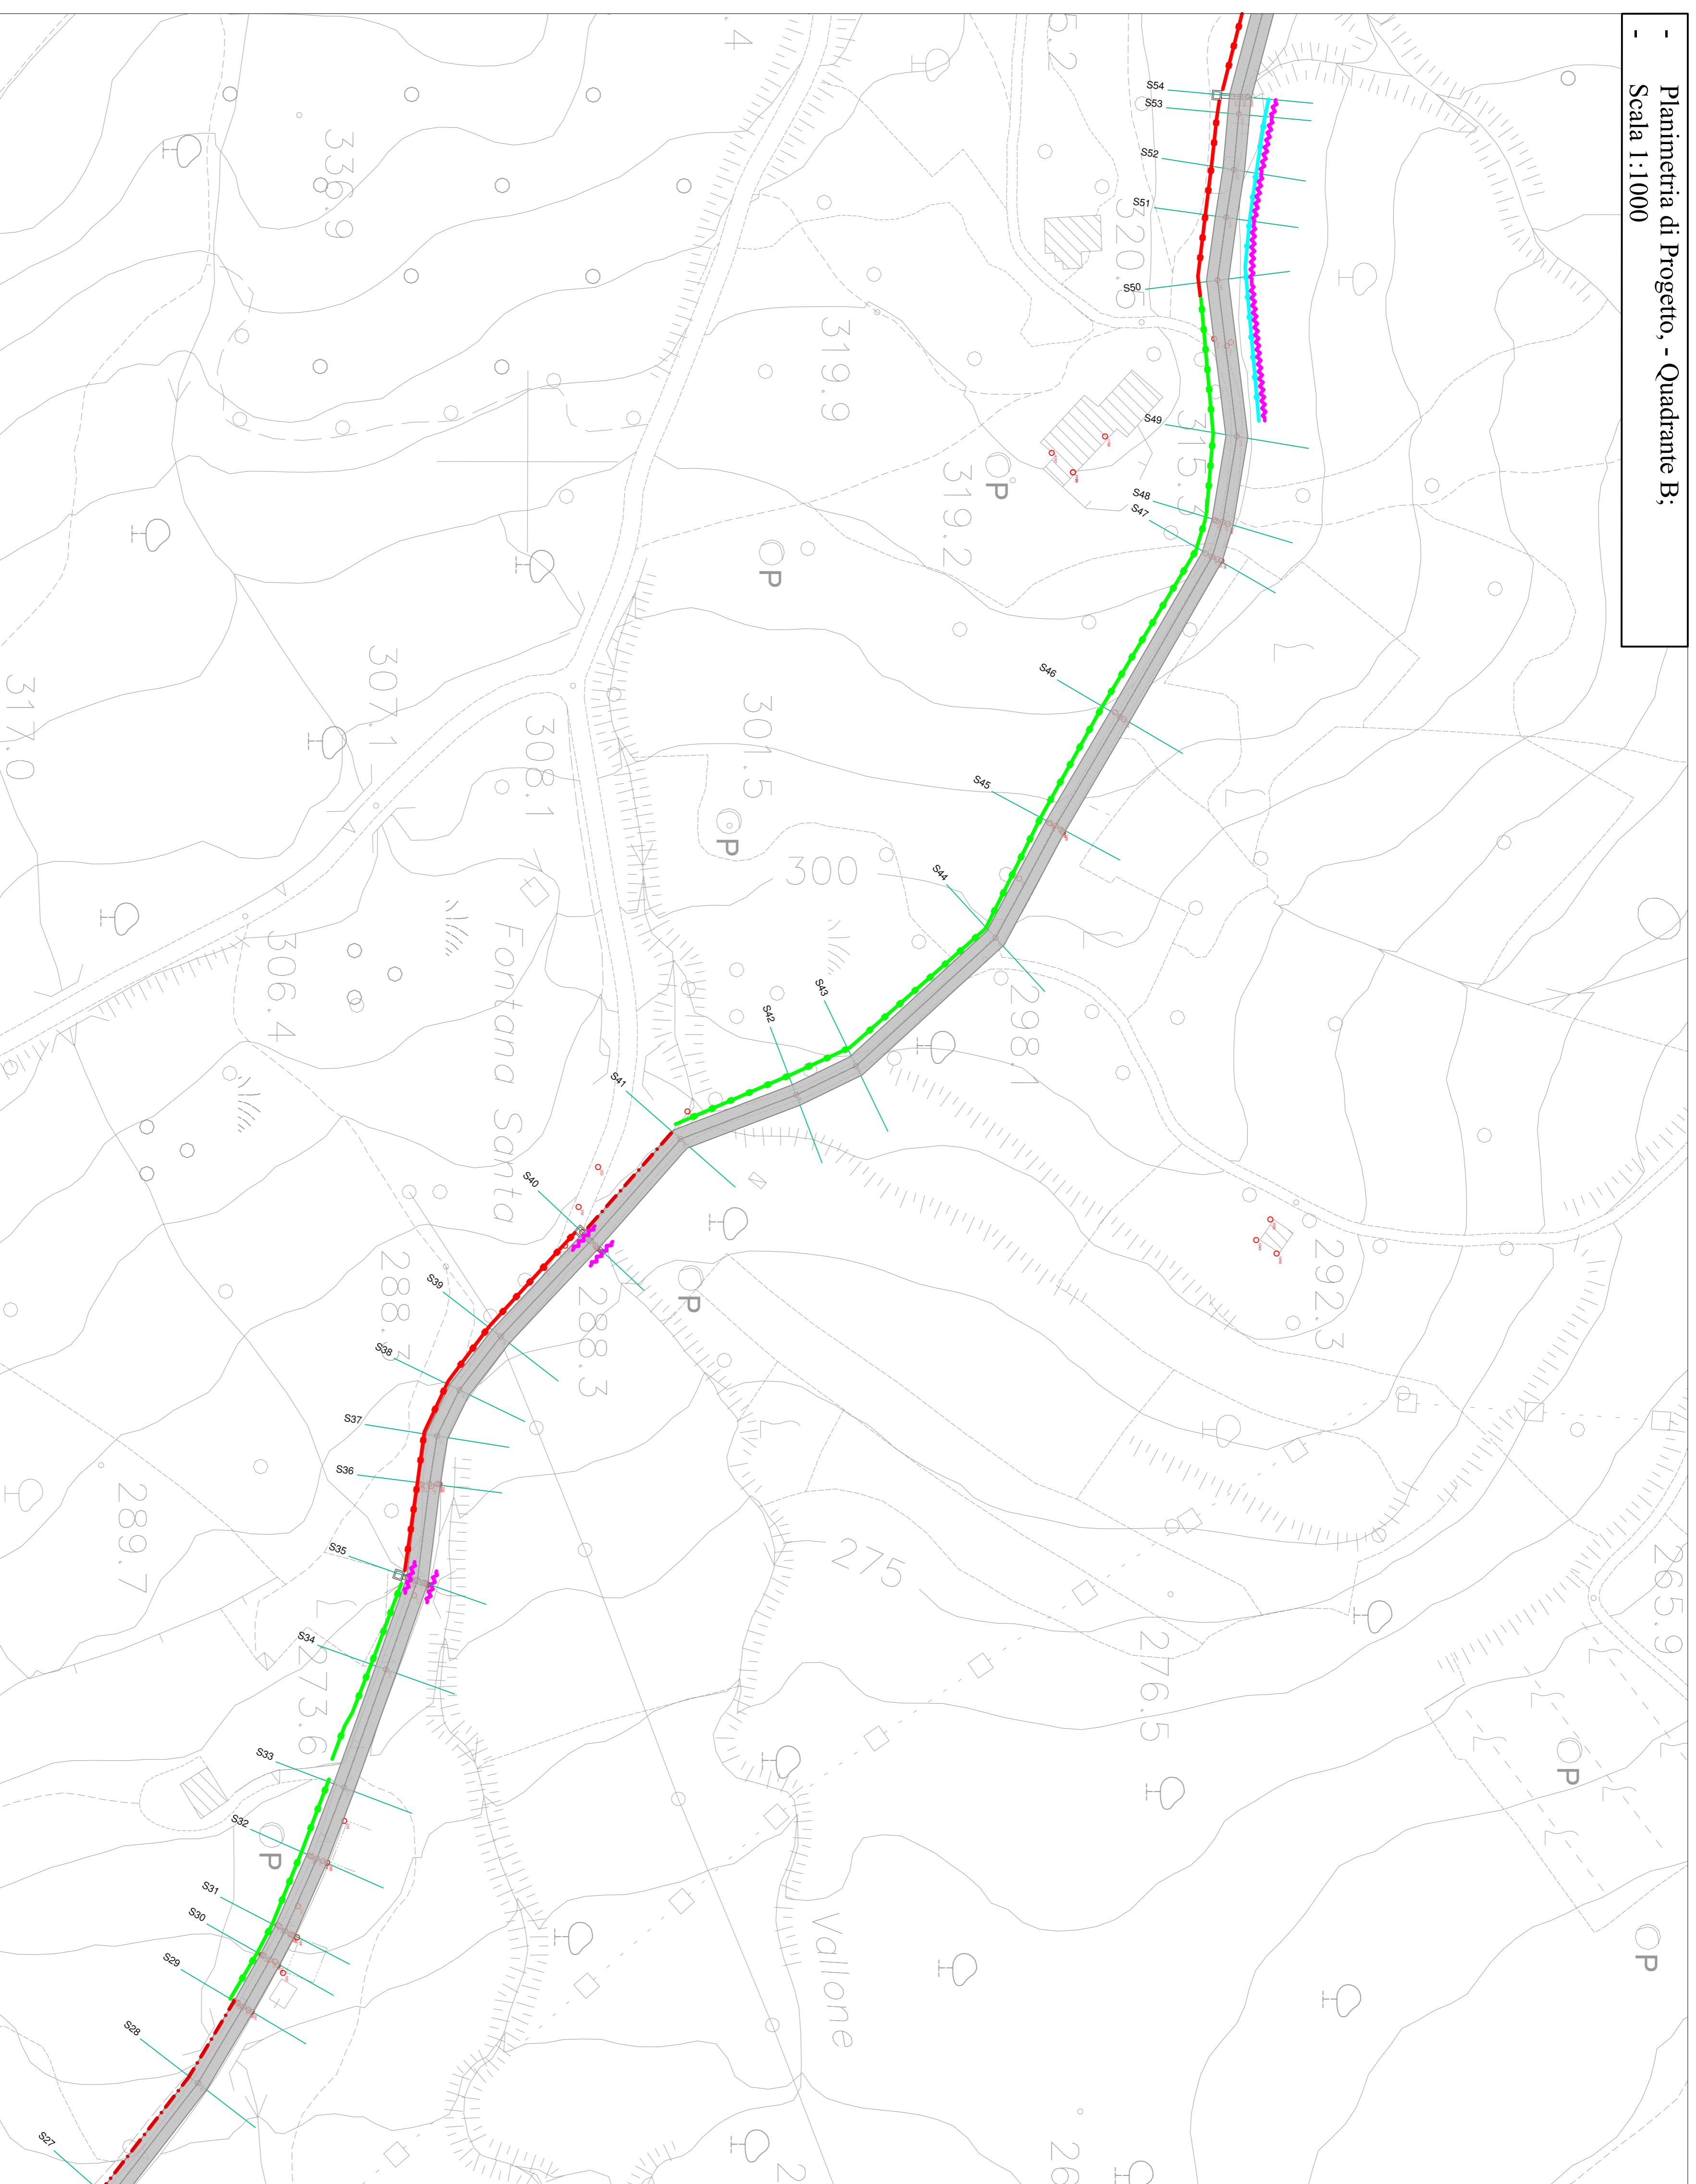 - Planimetria di Progetto, - Quadrante B;
- Scala 1:1000
S54
S53
S52
S51
S50
S49
S48
S47
S46
S45
S44
S43
S42
S41
S40
S39
S38
S37
S36
S35
S34
S33
S32
S31
S30
S29
S28
S27
339.9
319.9
319.2
P
P
P
P
P
P
P
317.0
307.1
308.1
301.5
300
298.1
306.4
Fontana Santa
292.3
288.3
289.7
275
276.5
273.6
265.9
Vallone